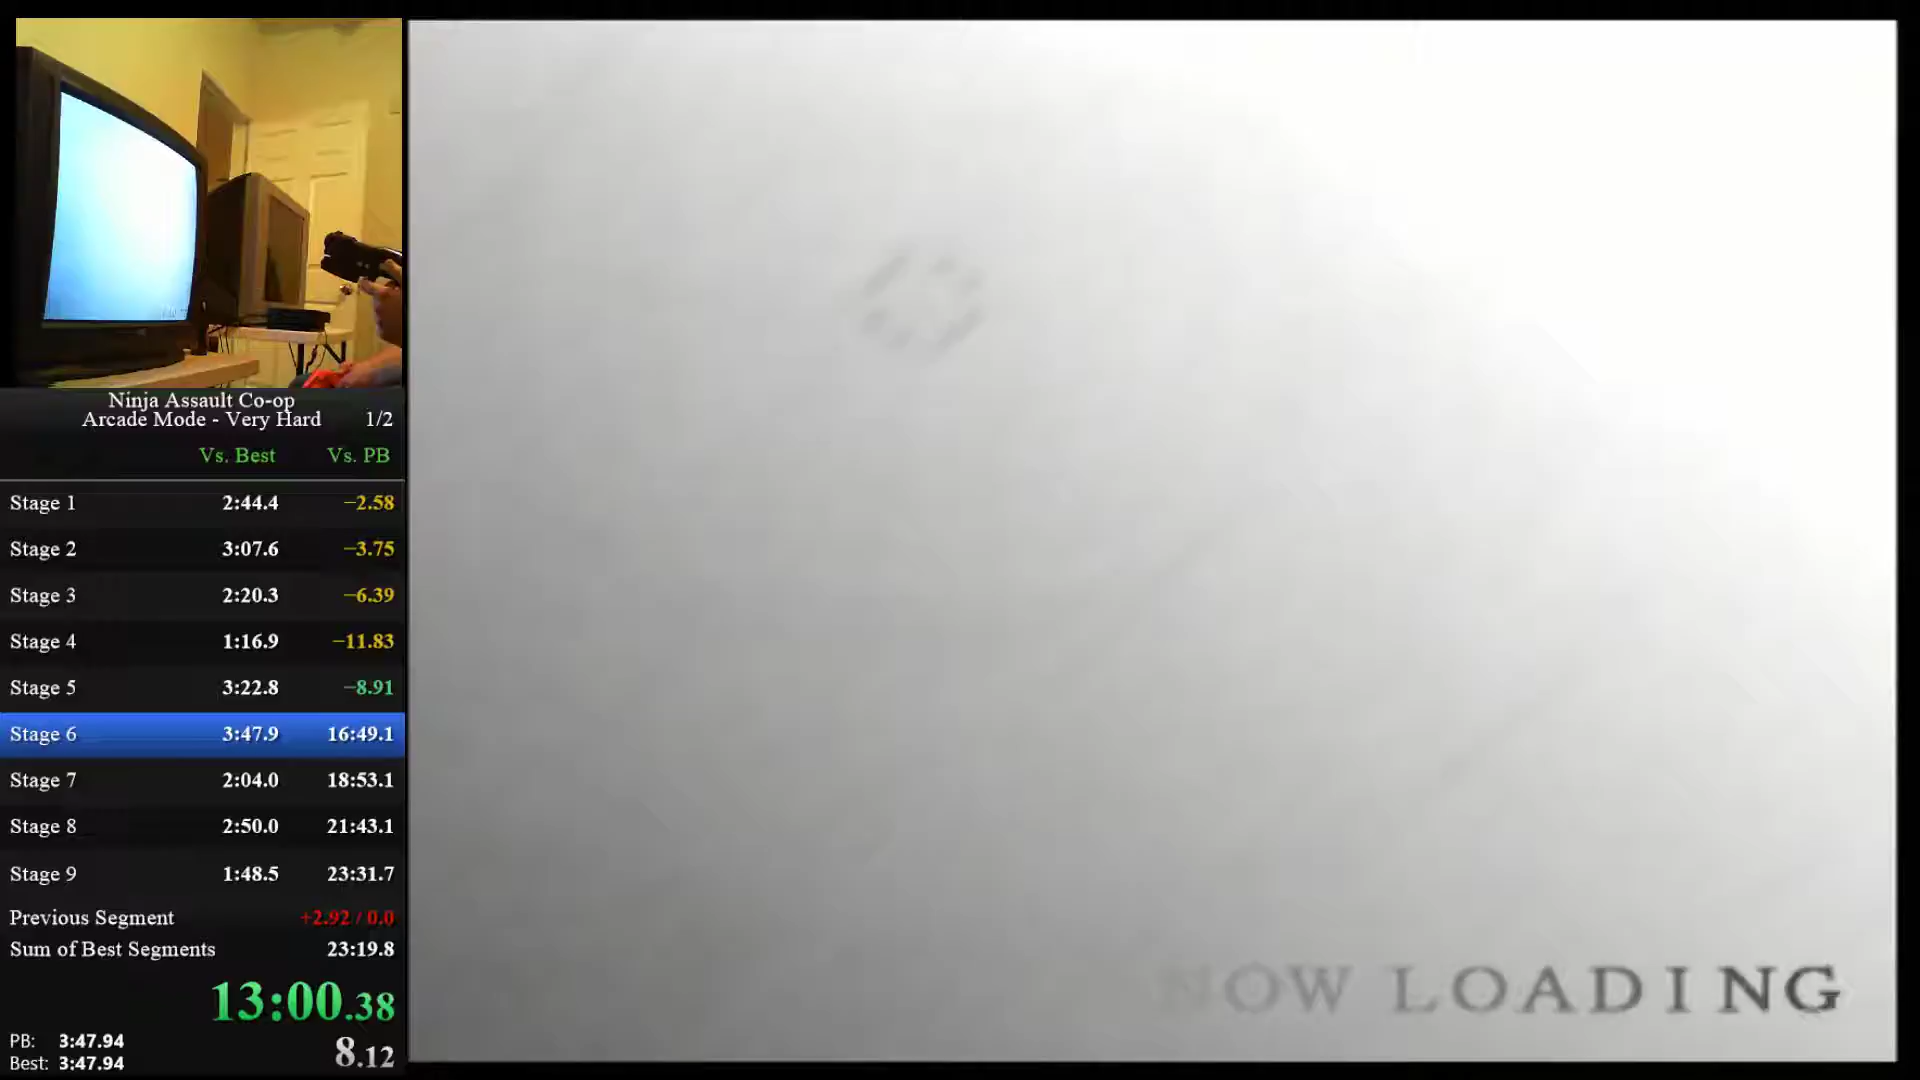 Ninja Assault Co-op
Arcade Mode - Very Hard 1/2
Vs. Best Vs. PB
Stage 1 2:44.4 −2.58
Stage 2 3:07.6 −3.75
Stage 3 2:20.3 −6.39
Stage 4 1:16.9 −11.83
Stage 5 3:22.8 −8.91
Stage 6 3:47.9 16:49.1
Stage 7 2:04.0 18:53.1
Stage 8 2:50.0 21:43.1
Stage 9 1:48.5 23:31.7
Previous Segment +2.92 / 0.0
Sum of Best Segments 23:19.8
13:00.38
PB: 3:47.94
Best: 3:47.94
8.12
NOW LOADING